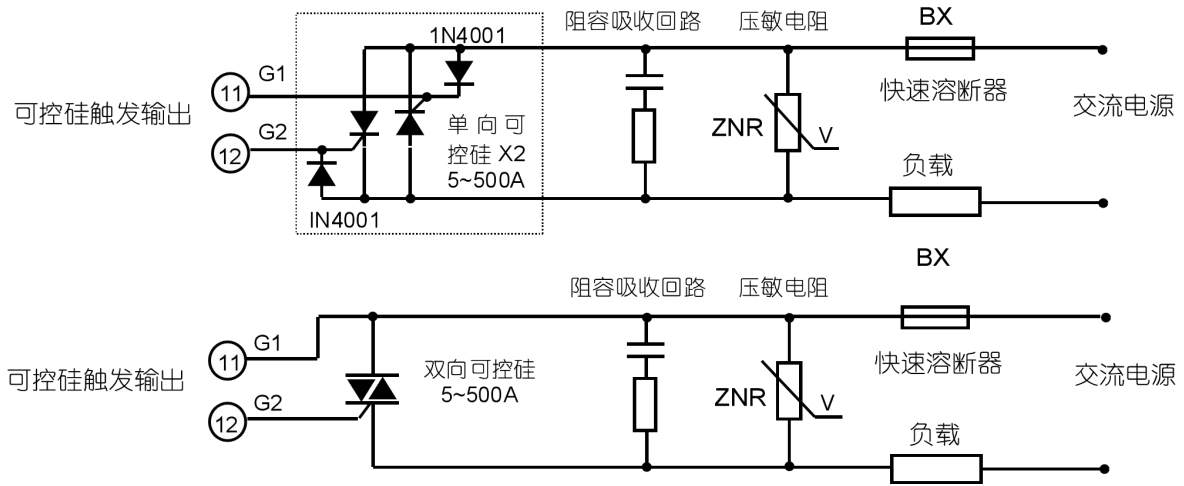 阻容吸收回路
压敏电阻
BX
1N4001
G1
11
快速溶断器
交流电源
可控硅触发输出
G2
12
单向可
控硅 X2
5~500A
ZNR
V
负载
IN4001
BX
阻容吸收回路
压敏电阻
G1
11
双向可控硅
5~500A
快速溶断器
交流电源
可控硅触发输出
G2
12
ZNR
V
负载